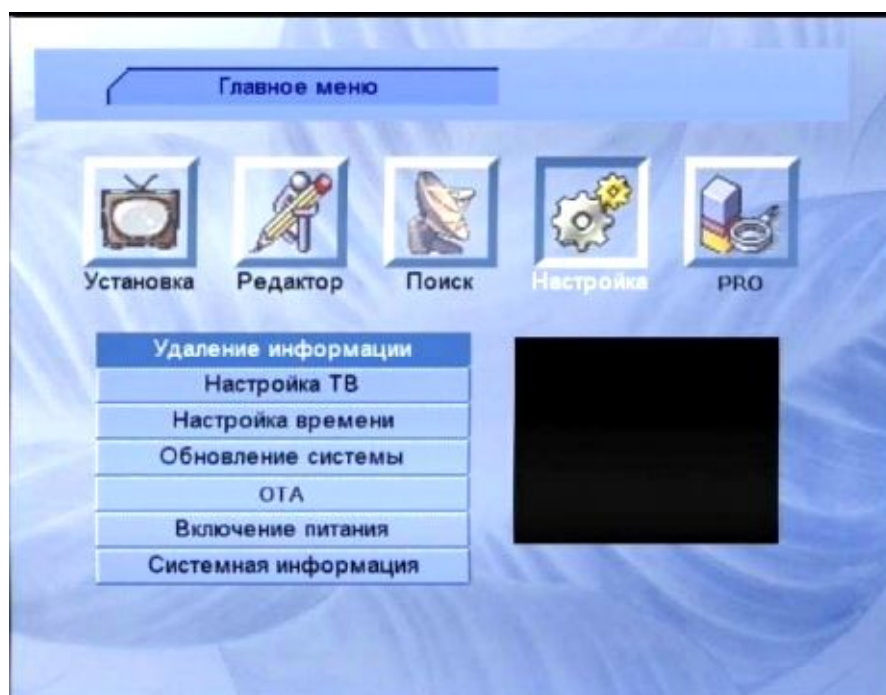 Главное меню
Установка Редактор Поиск Настройка PRO
Удаление информации
Настройка ТВ
Настройка времени
Обновление системы
OTA
Включение питания
Системная информация